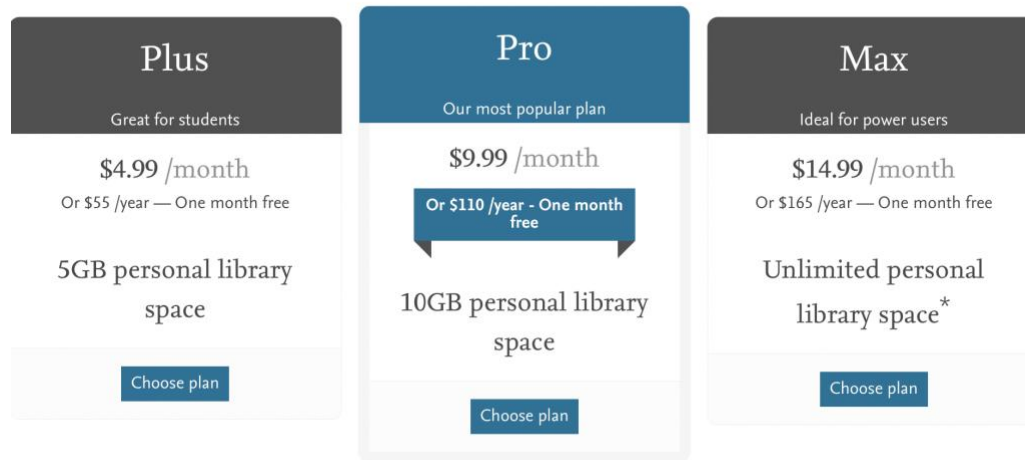 Plus
Great for students
$4.99 /month
Or $55 /year — One month free
5GB personal library
space
Choose plan
Pro
Our most popular plan
$9.99 /month
Or $110 /year - One month
free
10GB personal library
space
Choose plan
Max
Ideal for power users
$14.99 /month
Or $165 /year — One month free
Unlimited personal
library space*
Choose plan